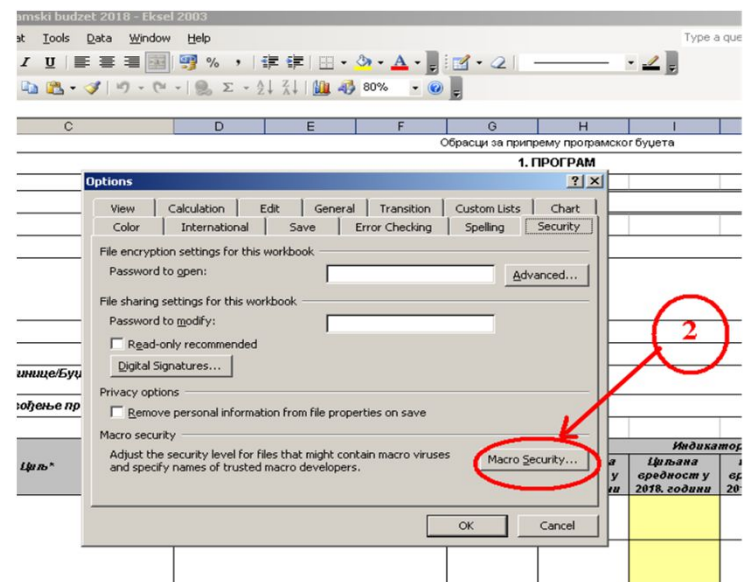 amski budzet 2018 - Eksel 2003
at Tools Data Window Help Type a que
I U % , 
Σ 80%
C D E F G H I
Обрасци за припрему програмског буџета
1. ПРОГРАМ
Options
View Calculation Edit General Transition Custom Lists Chart
Color International Save Error Checking Spelling Security
File encryption settings for this workbook
Password to open: Advanced...
File sharing settings for this workbook
Password to modify:
2
Read-only recommended
Digital Signatures...
Privacy options
Remove personal information from file properties on save
Macro security
Adjust the security level for files that might contain macro viruses
and specify names of trusted macro developers.
Macro Security...
OK Cancel
инице/Буџ
вођење пр
Циљ*
Индикатор
Циљана
вредност у
2018. години